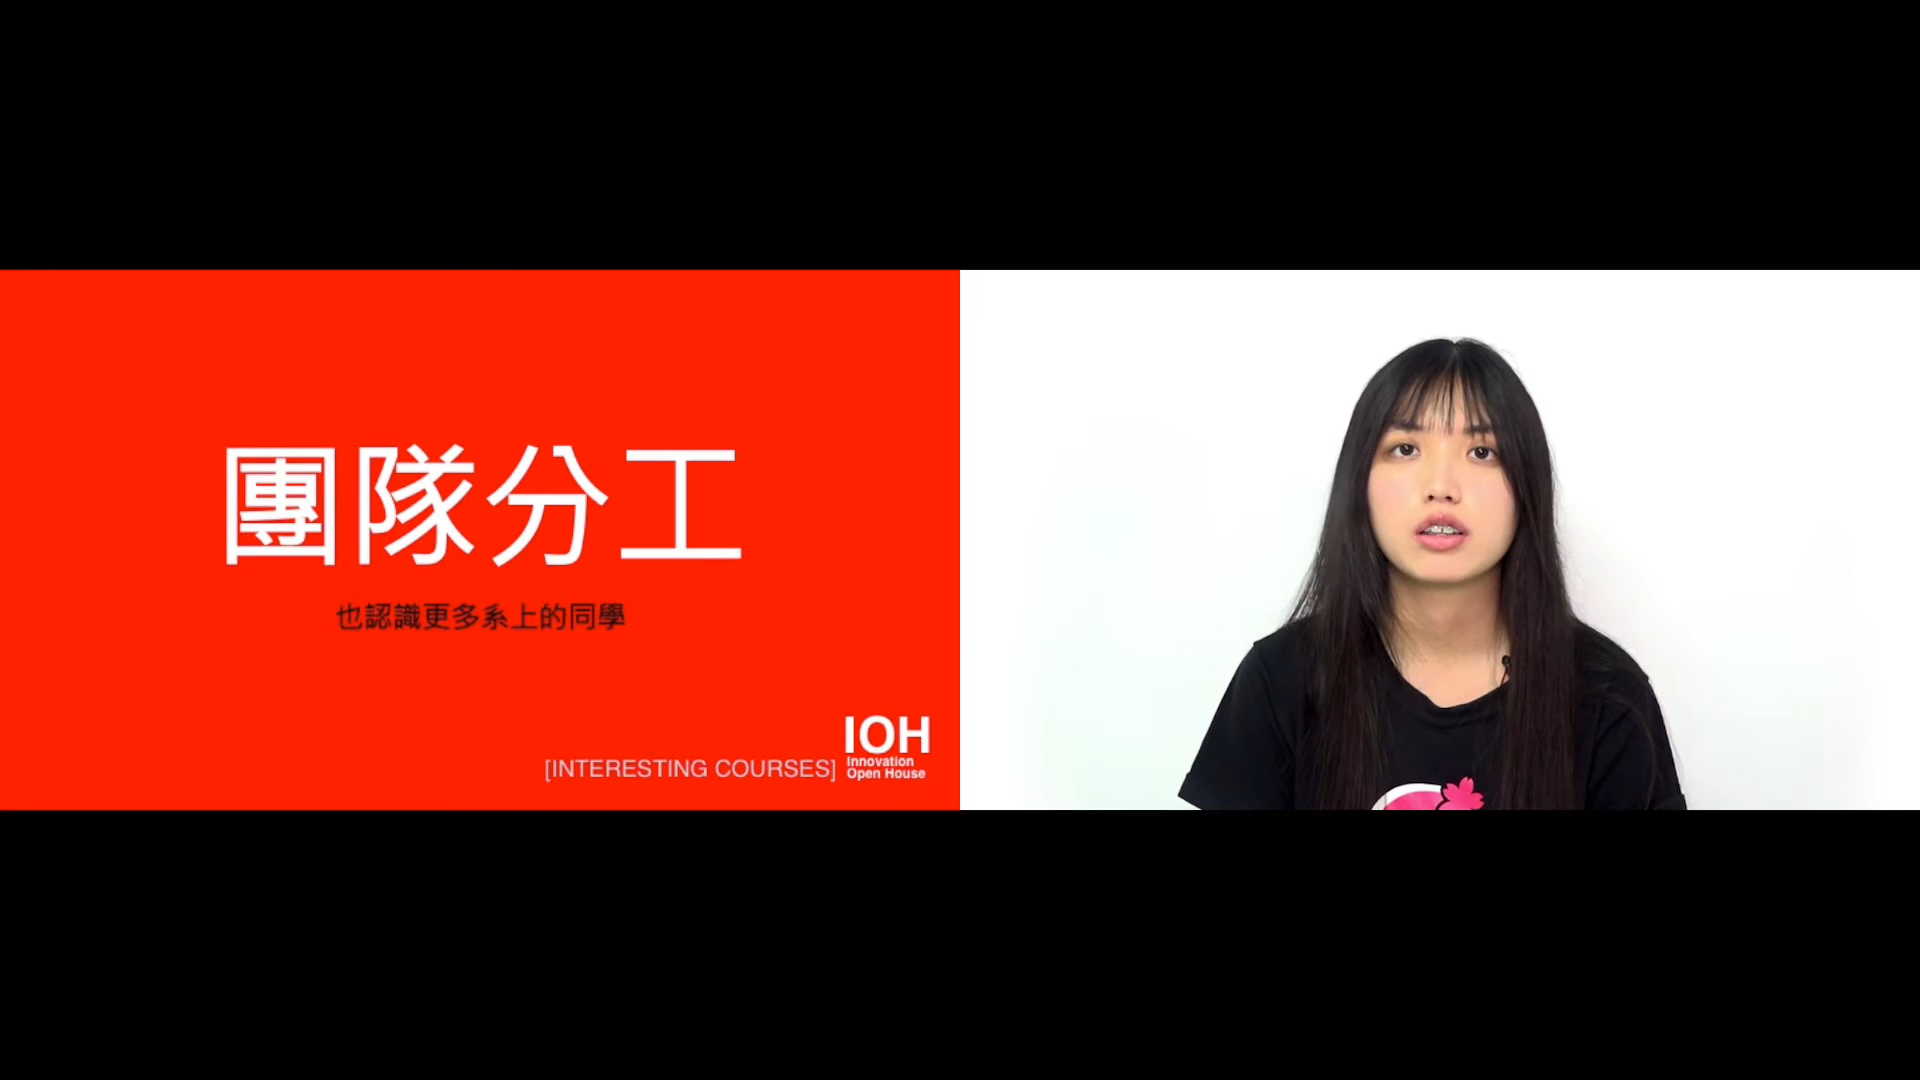 團隊分工
也認識更多系上的同學
[INTERESTING COURSES]
IOH
Innovation
Open House